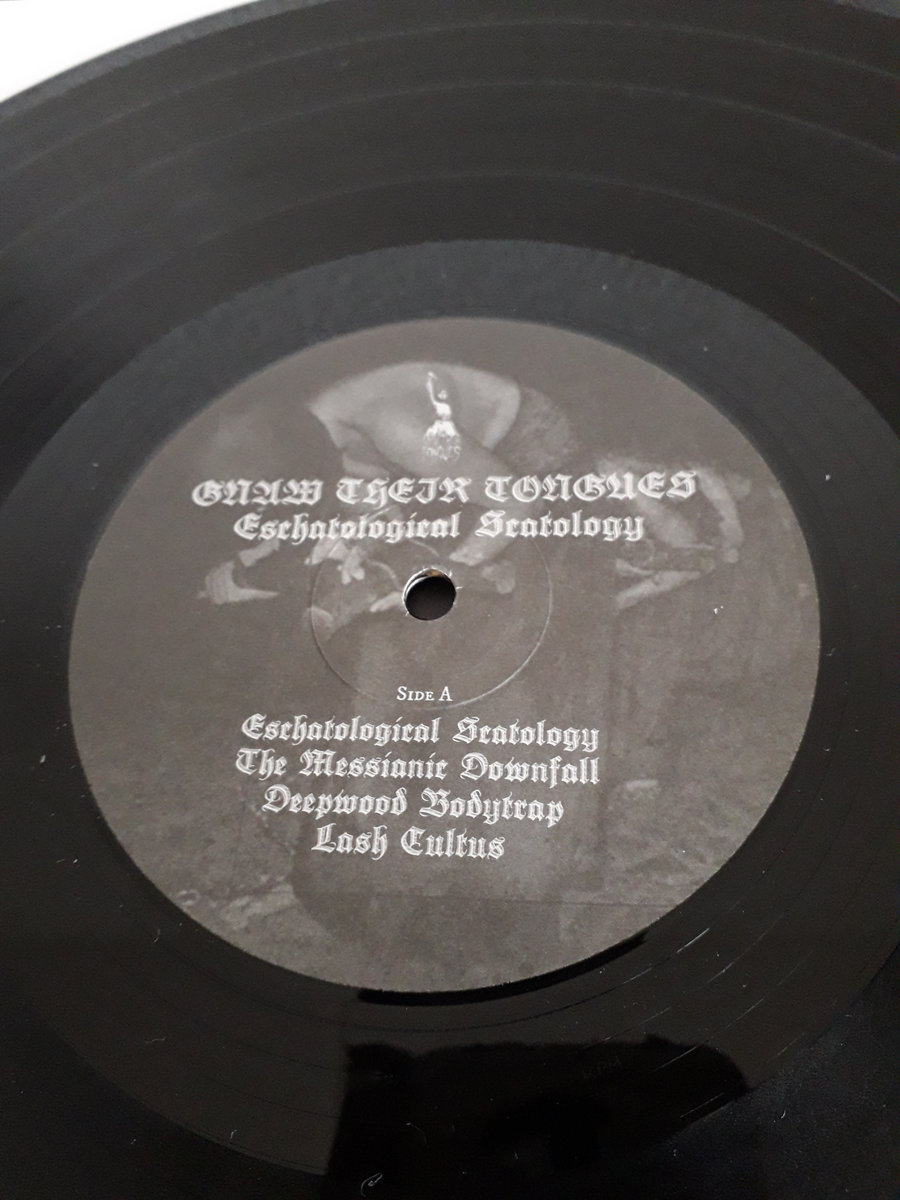 GNAW THEIR TONGUES
Eschatological Scatology
SIDE A
Eschatological Scatology
The Messianic Downfall
Deepwood Bodytrap
Lash Cultus